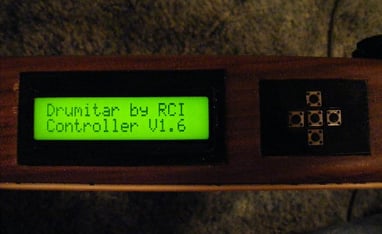 Drumitar by RCI
Controller V1.6